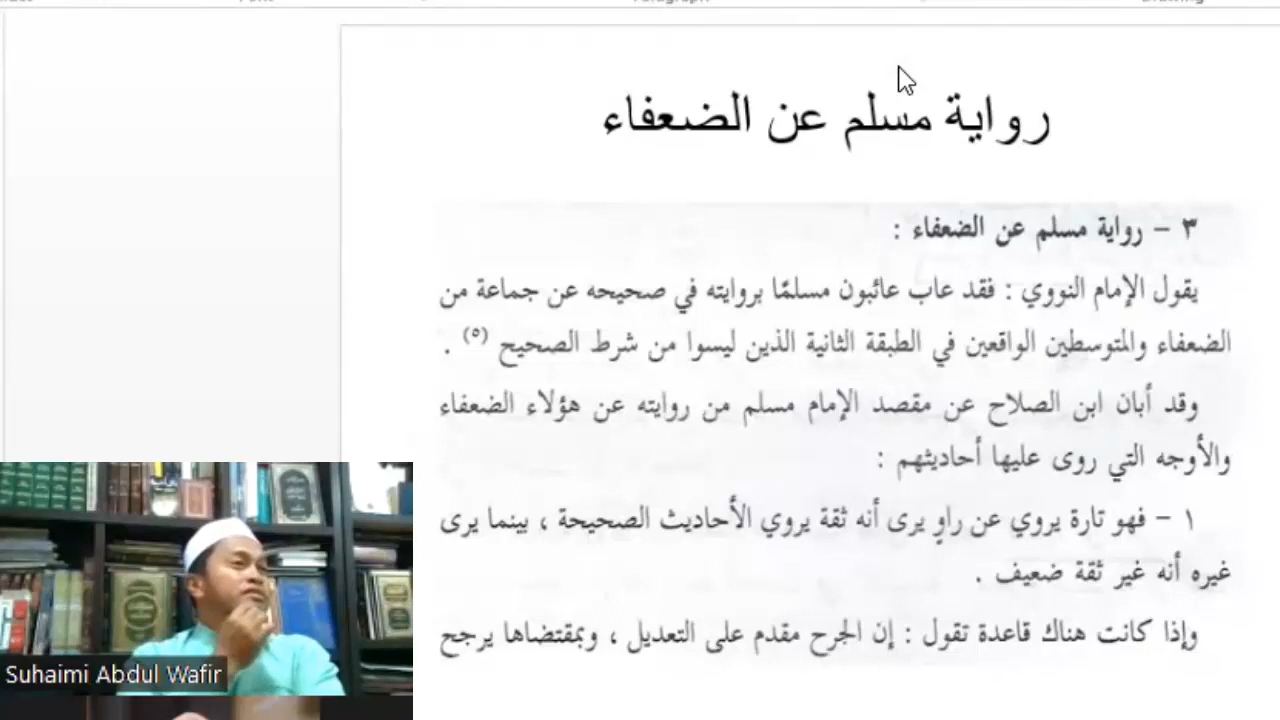 رواية مسلم عن الضعفاء
٣ – رواية مسلم عن الضعفاء :
يقول الإمام النووي : فقد عاب عائبون مسلمًا بروايته في صحيحه عن جماعة من
الضعفاء والمتوسطين الواقعين في الطبقة الثانية الذين ليسوا من شرط الصحيح (٥) .
وقد أبان ابن الصلاح عن مقصد الإمام مسلم من روايته عن هؤلاء الضعفاء
والأوجه التي روى عليها أحاديثهم :
١ – فهو تارة يروي عن راوٍ يرى أنه ثقة يروي الأحاديث الصحيحة ، بينما يرى
غيره أنه غير ثقة ضعيف .
وإذا كانت هناك قاعدة تقول : إن الجرح مقدم على التعديل ، وبمقتضاها يرجح
Suhaimi Abdul Wafir